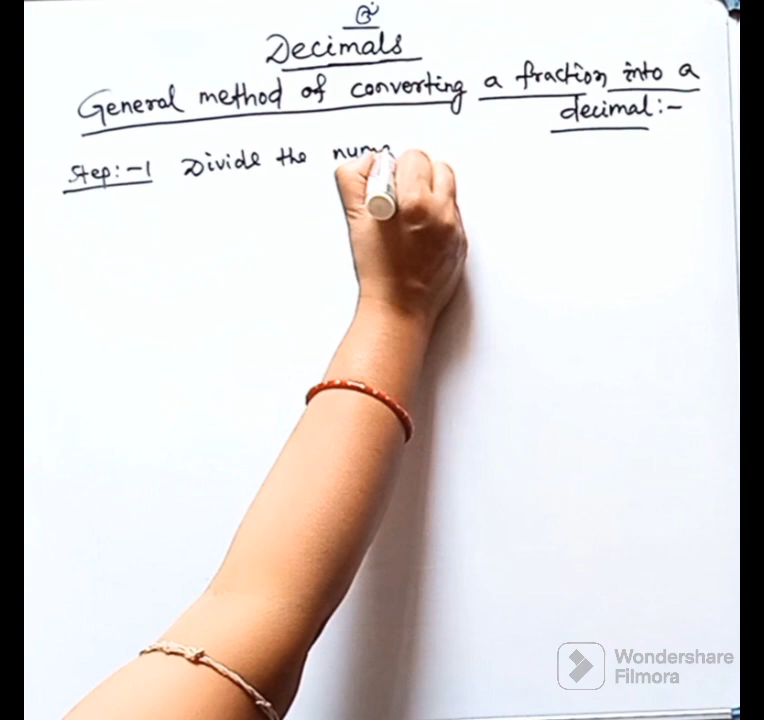 Decimals
General method of converting a fraction into a
decimal:-
Step:-1 Divide the
Wondershare
Filmora